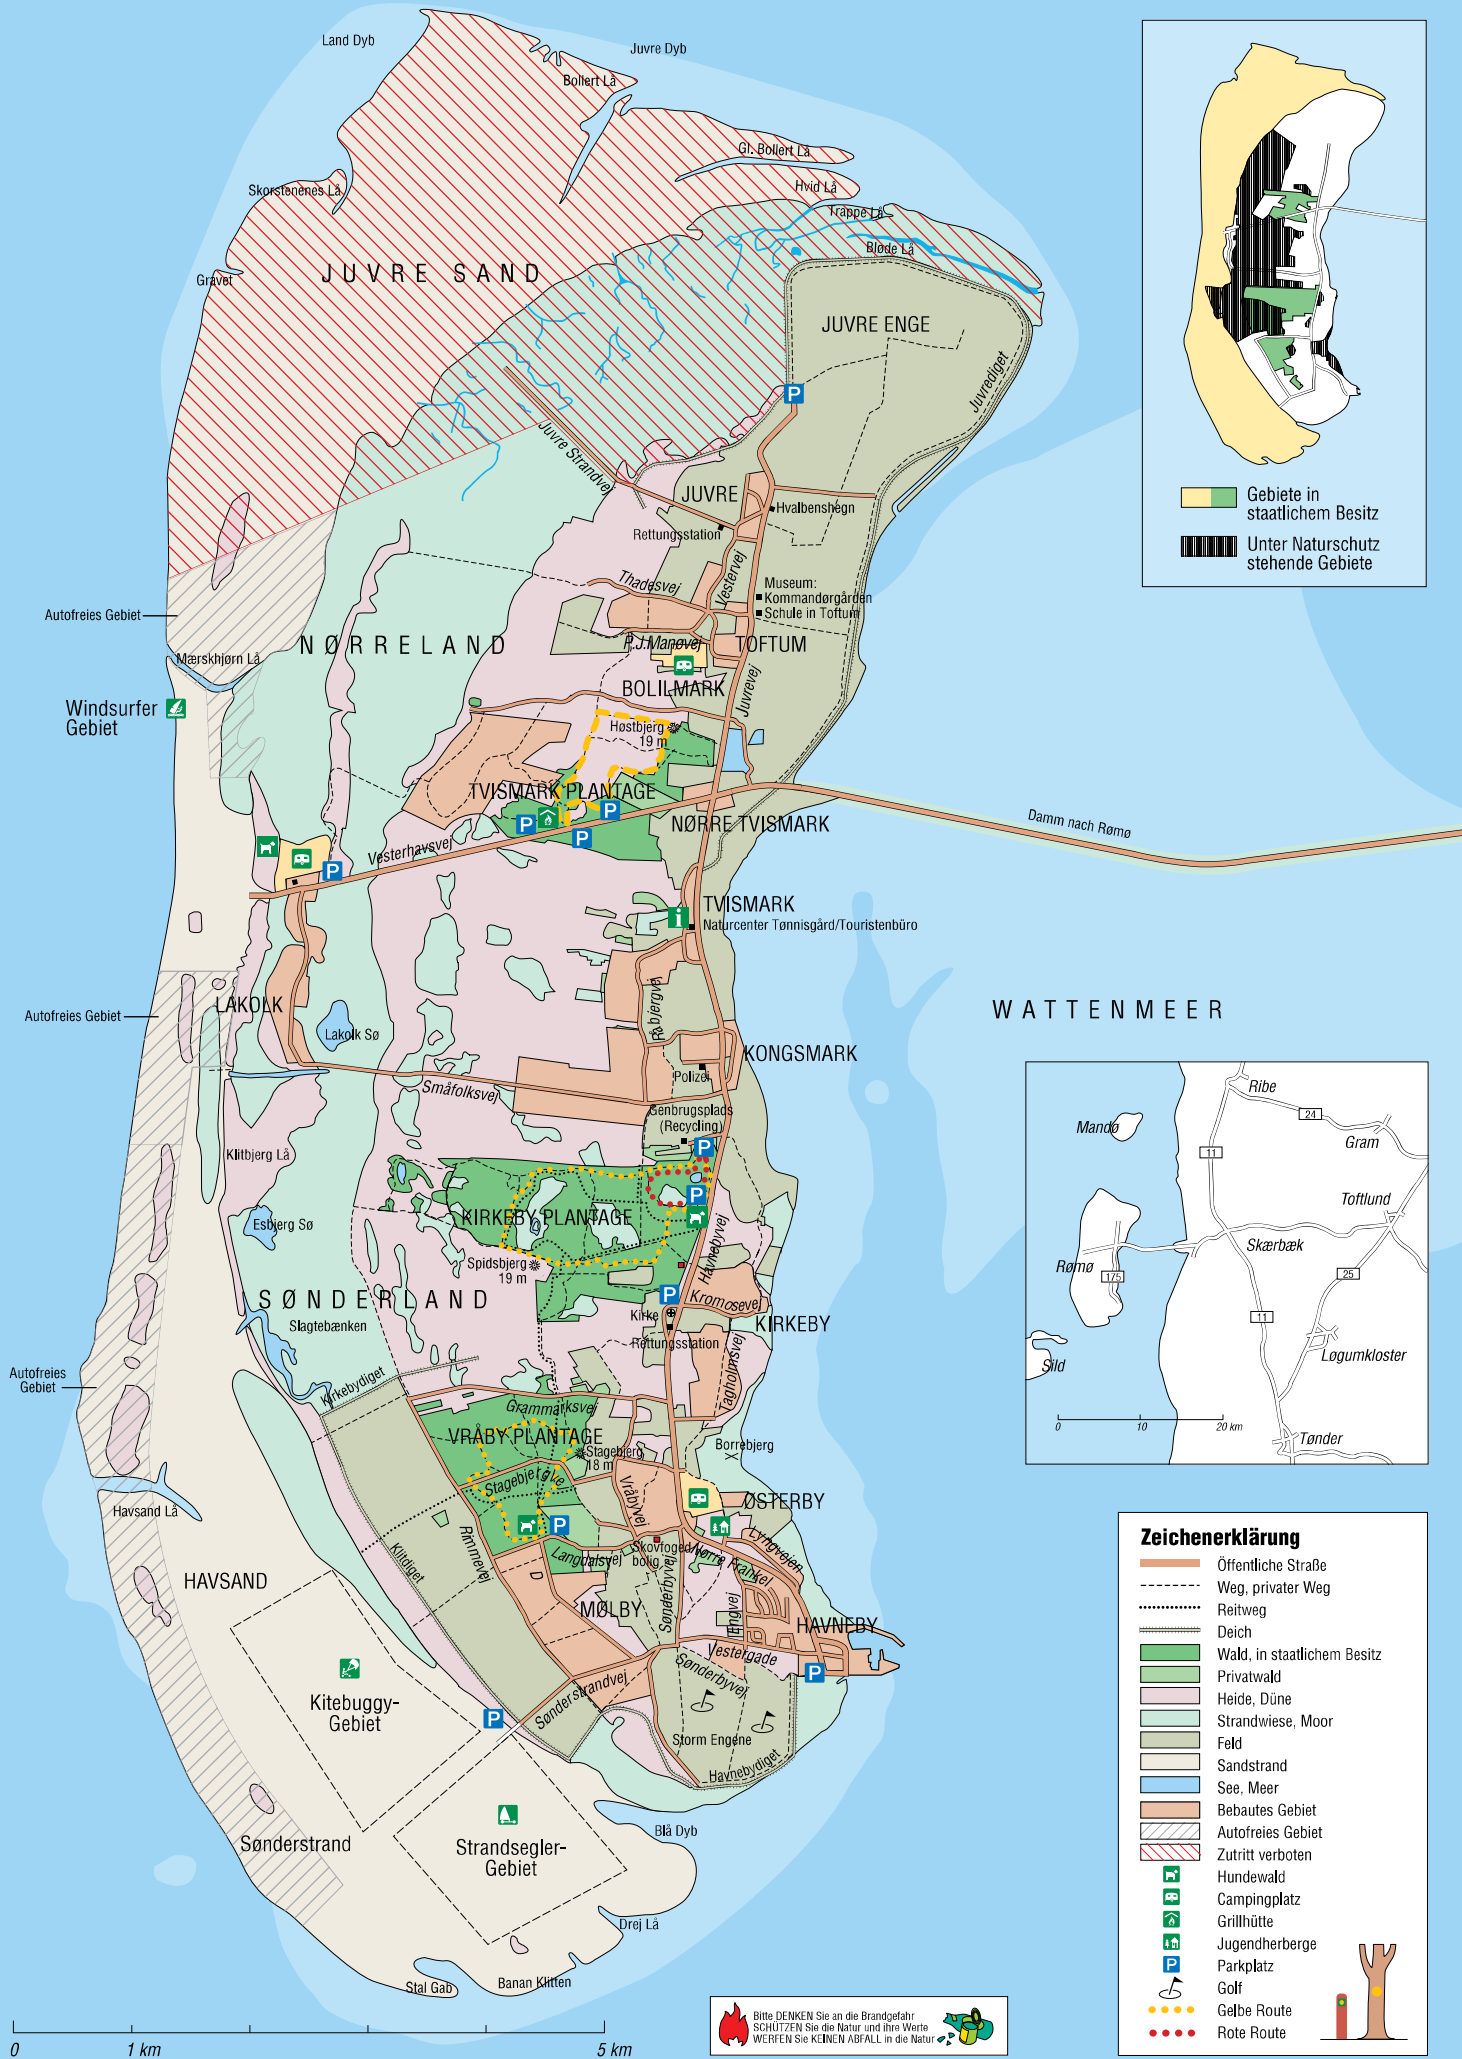 Land Dyb
Juvre Dyb
Bollert Lå
Gl. Bollert Lå
Skorstenenes Lå
Hvid Lå
Trappe Lå
Bløde Lå
Gravet
JUVRE SAND
JUVRE ENGE
Juvrediget
P
Juvre Strandvej
JUVRE
Hvalbenshegn
Rettungsstation
Vestervej
Thadesvej
Museum:
Kommandørgården
Schule in Toftum
Autofreies Gebiet
NØRRELAND
P.J.Manøvej
TOFTUM
Mærskhjørn Lå
BOLILMARK
Windsurfer
Gebiet
Juvrevej
Høstbjerg
19 m
TVISMARK PLANTAGE
P
P
P
NØRRE TVISMARK
Damm nach Rømø
Vesterhavsvej
P
TVISMARK
i
Naturcenter Tønnisgård/Touristenbüro
Råbjergvej
LAKOLK
Autofreies Gebiet
Lakolk Sø
WATTENMEER
KONGSMARK
Polizei
Småfolksvej
Genbrugsplads
(Recycling)
P
Klitbjerg Lå
P
KIRKEBY PLANTAGE
Esbjerg Sø
Havnebyvej
Spidsbjerg
19 m
SØNDERLAND
P
Kromosevej
Slagtebænken
Kirke
KIRKEBY
Rettungsstation
Tagholmsvej
Autofreies
Gebiet
Kirkebydiget
Grammarksvej
VRÅBY PLANTAGE
Stagebjerg
18 m
Borrebjerg
Stagebjergve
Vråbyvej
ØSTERBY
Havsand Lå
P
Rimmevej
Klitdiget
Langdalsvej
Skovfoged-
bolig
Nørre Frankel
Lyngvejen
HAVSAND
D
MØLBY
Sønderbyvej
Engvej
HAVNEBY
Vestergade
Sønderbyvej
P
Kitebuggy-
Gebiet
P
Sønderstrandvej
Storm Engene
Havnebydiget
Sønderstrand
Strandsegler-
Gebiet
Blå Dyb
Drej Lå
Stal Gab
Banan Klitten
0
1 km
5 km
Bitte DENKEN Sie an die Brandgefahr
SCHÜTZEN Sie die Natur und ihre Werte
WERFEN Sie KEINEN ABFALL in die Natur
Gebiete in
staatlichem Besitz
Unter Naturschutz
stehende Gebiete
Ribe
24
Mandø
Gram
11
Toftlund
Skærbæk
Rømø
175
25
11
Løgumkloster
Sild
0
10
20 km
Tønder
Zeichenerklärung
Öffentliche Straße
Weg, privater Weg
Reitweg
Deich
Wald, in staatlichem Besitz
Privatwald
Heide, Düne
Strandwiese, Moor
Feld
Sandstrand
See, Meer
Bebautes Gebiet
Autofreies Gebiet
Zutritt verboten
Hundewald
Campingplatz
Grillhütte
Jugendherberge
P
Parkplatz
Golf
Gelbe Route
Rote Route